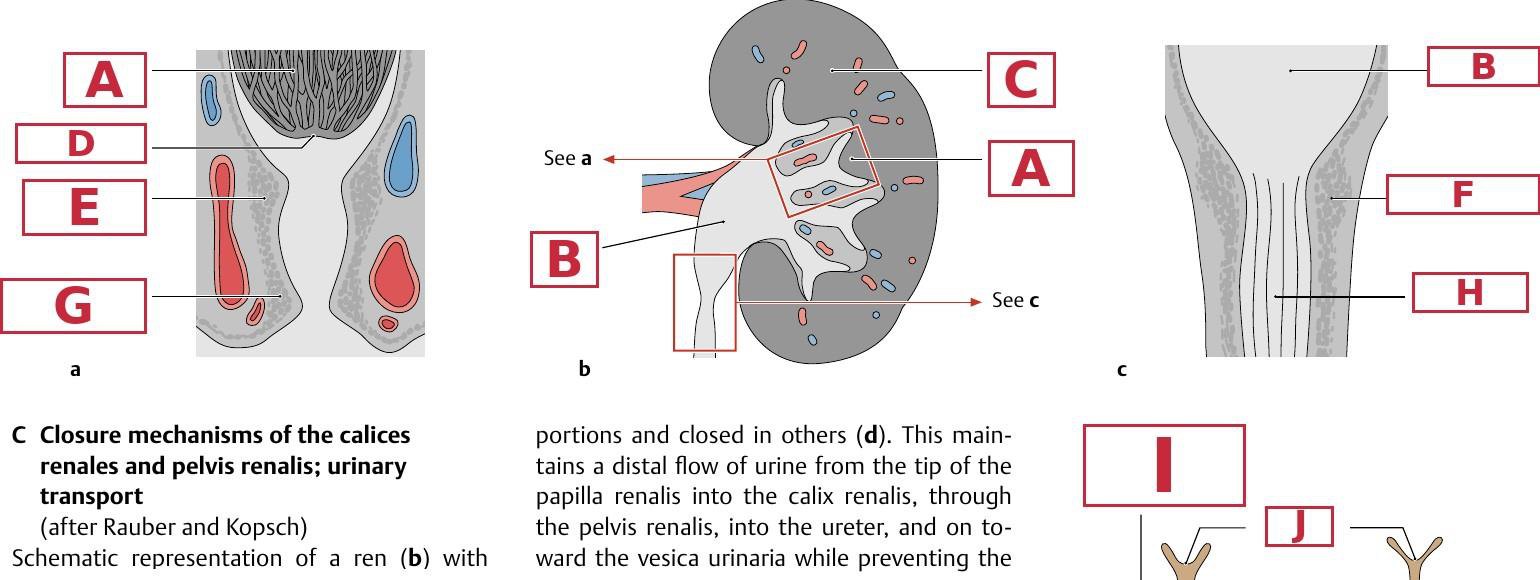 A
D
E
G
a
See a
B
C
A
See c
b
B
F
H
c
C Closure mechanisms of the calices
renales and pelvis renalis; urinary
transport
(after Rauber and Kopsch)
Schematic representation of a ren (b) with
portions and closed in others (d). This main-
tains a distal flow of urine from the tip of the
papilla renalis into the calix renalis, through
the pelvis renalis, into the ureter, and on to-
ward the vesica urinaria while preventing the
I
J